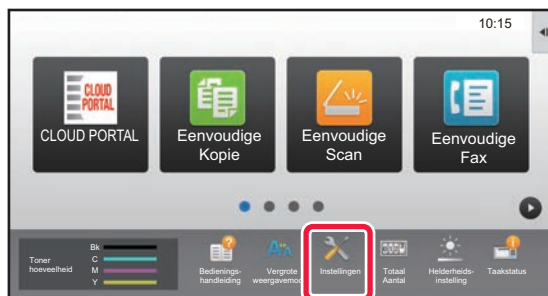 10:15
CLOUD
PORTAL
CLOUD PORTAL
Eenvoudige
Kopie
Eenvoudige
Scan
Eenvoudige
Fax
Toner
hoeveelheid
Bk
C
M
Y
Bedienings-
handleiding
Vergrote
weergavemodus
Instellingen
Totaal
Aantal
Helderheids-
instelling
Taakstatus